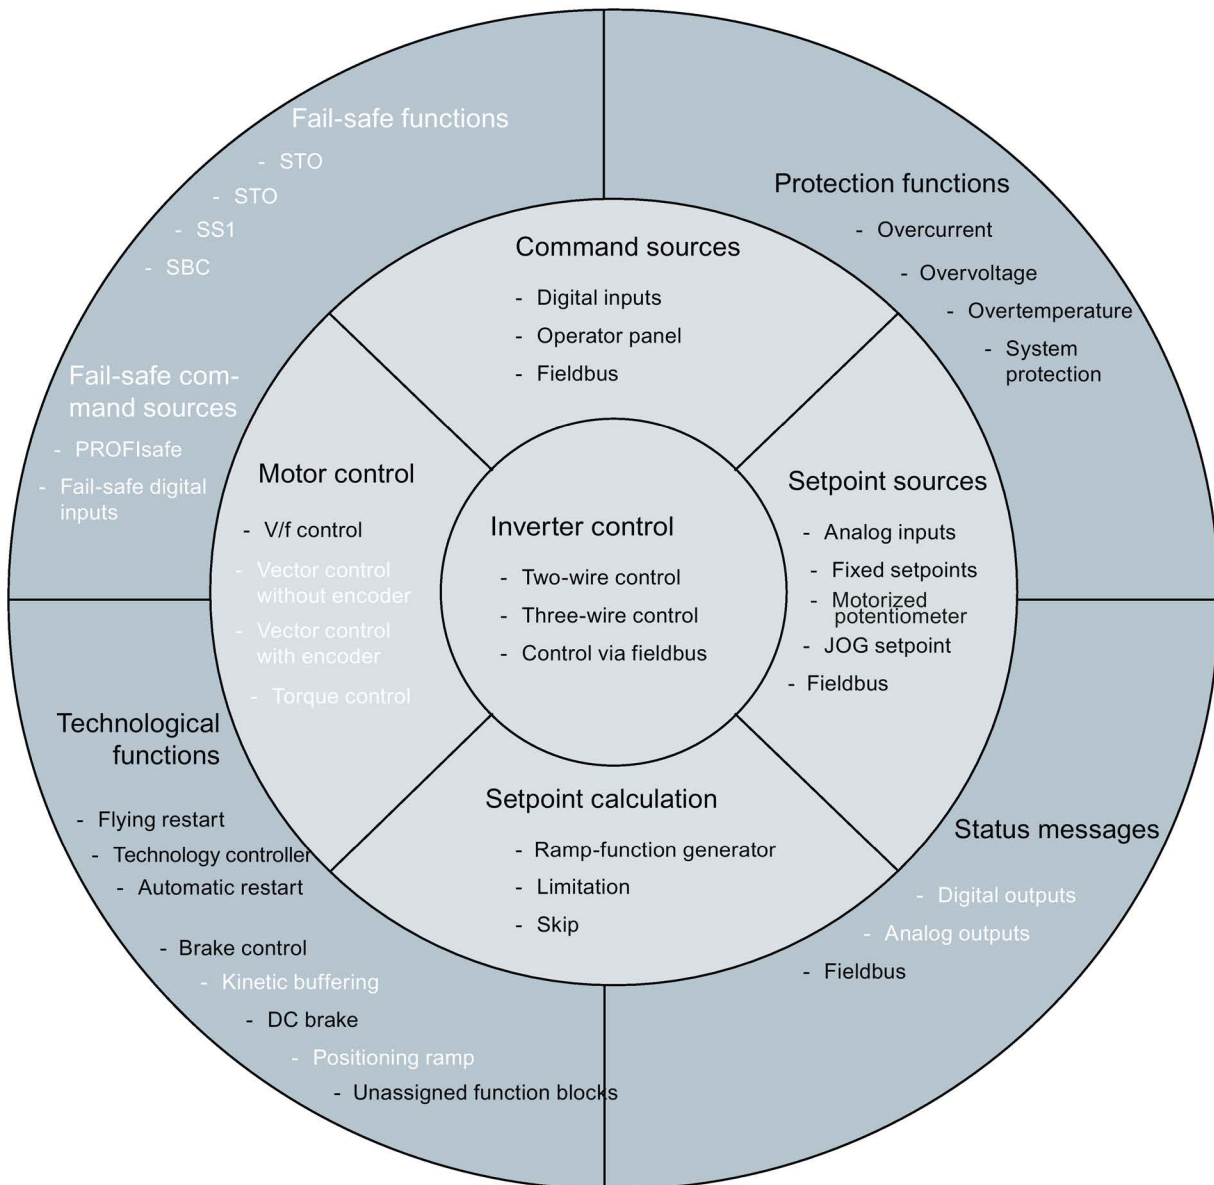 Fail-safe functions
- STO
- STO
- SS1
- SBC
Fail-safe com-
mand sources
- PROFIsafe
- Fail-safe digital
inputs
Protection functions
- Overcurrent
- Overvoltage
- Overtemperature
- System
protection
Command sources
- Digital inputs
- Operator panel
- Fieldbus
Motor control
- V/f control
- Vector control
without encoder
- Vector control
with encoder
- Torque control
Inverter control
- Two-wire control
- Three-wire control
- Control via fieldbus
Setpoint sources
- Analog inputs
- Fixed setpoints
- Motorized
potentiometer
- JOG setpoint
- Fieldbus
Setpoint calculation
- Ramp-function generator
- Limitation
- Skip
Technological
functions
- Flying restart
- Technology controller
- Automatic restart
- Brake control
- Kinetic buffering
- DC brake
- Positioning ramp
- Unassigned function blocks
Status messages
- Digital outputs
- Analog outputs
- Fieldbus